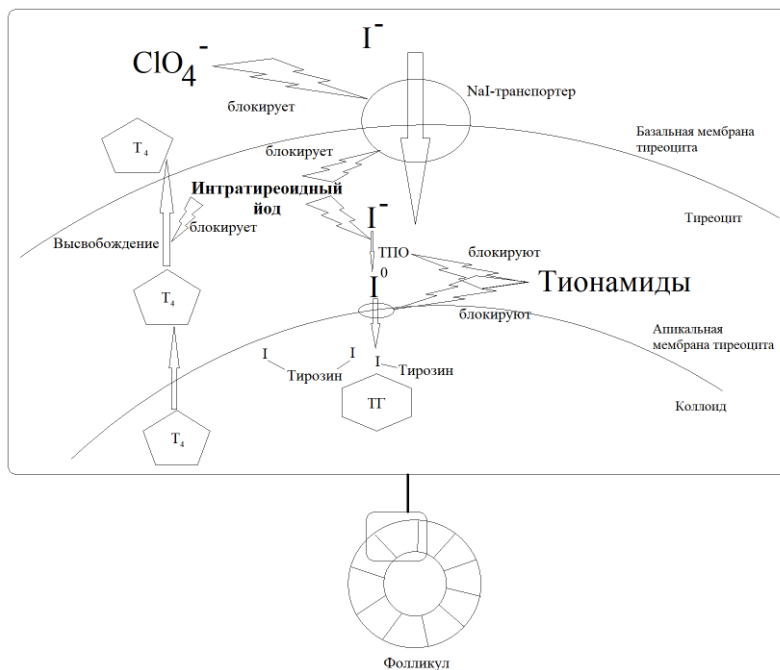 I⁻
ClO₄⁻
NaI-транспортер
блокирует
Базальная мембрана
тиреоцита
T₄
блокирует
Интратиреоидный
йод
I⁻
Тиреоцит
блокирует
Высвобождение
ТПО
блокируют
I⁰
Тионамиды
T₄
блокируют
Апикальная
мембрана тиреоцита
I
I
I
Тирозин
Тирозин
ТГ
Коллоид
T₄
Фолликул